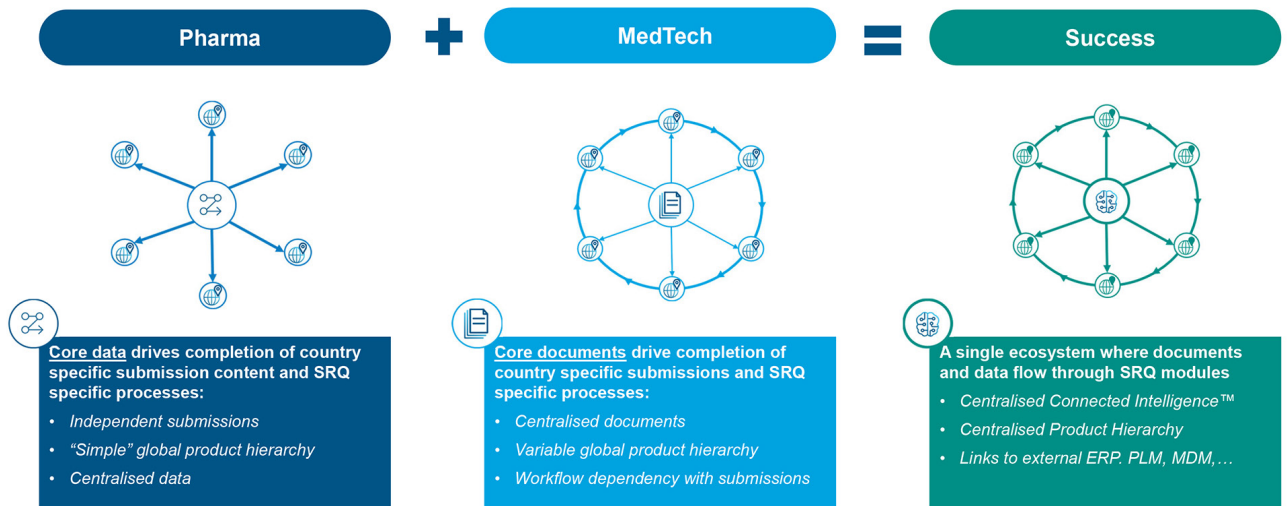 Pharma
MedTech
Success
Core data drives completion of country
specific submission content and SRQ
specific processes:
• Independent submissions
• “Simple” global product hierarchy
• Centralised data
Core documents drive completion of
country specific submissions and SRQ
specific processes:
• Centralised documents
• Variable global product hierarchy
• Workflow dependency with submissions
A single ecosystem where documents
and data flow through SRQ modules
• Centralised Connected Intelligence™
• Centralised Product Hierarchy
• Links to external ERP. PLM, MDM,…